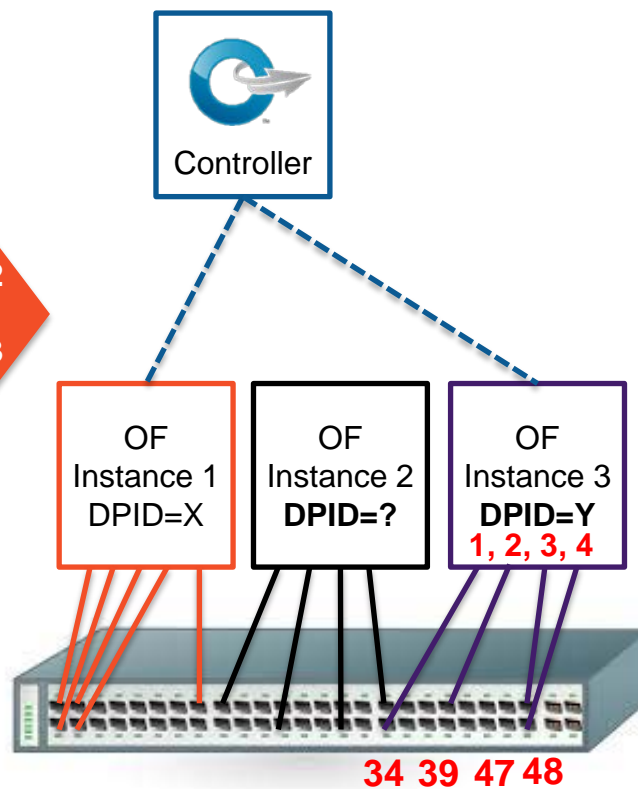 Controller
OF
Instance 1
DPID=X
OF
Instance 2
DPID=?
OF
Instance 3
DPID=Y
1, 2, 3, 4
34 39 47 48